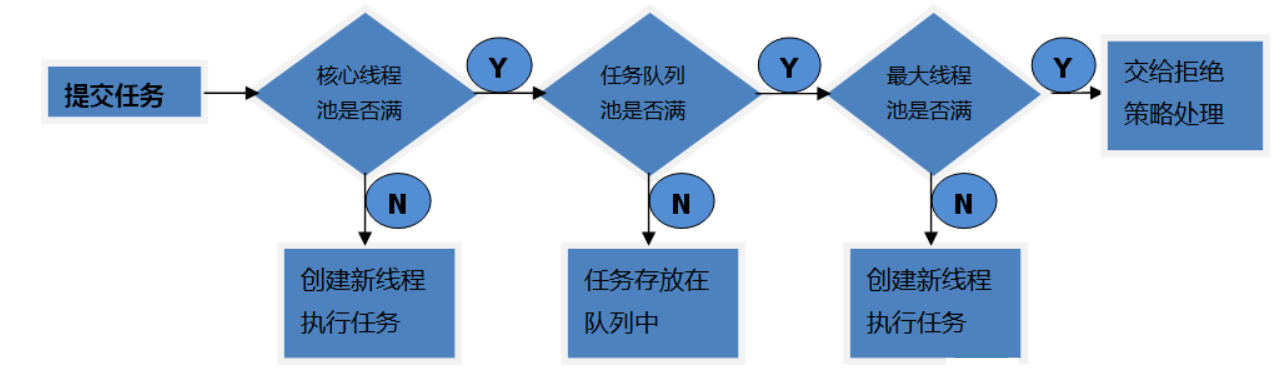 提交任务
核心线程
池是否满
Y
任务队列
池是否满
Y
最大线程
池是否满
Y
交给拒绝
策略处理
N
N
N
创建新线程
执行任务
任务存放在
队列中
创建新线程
执行任务